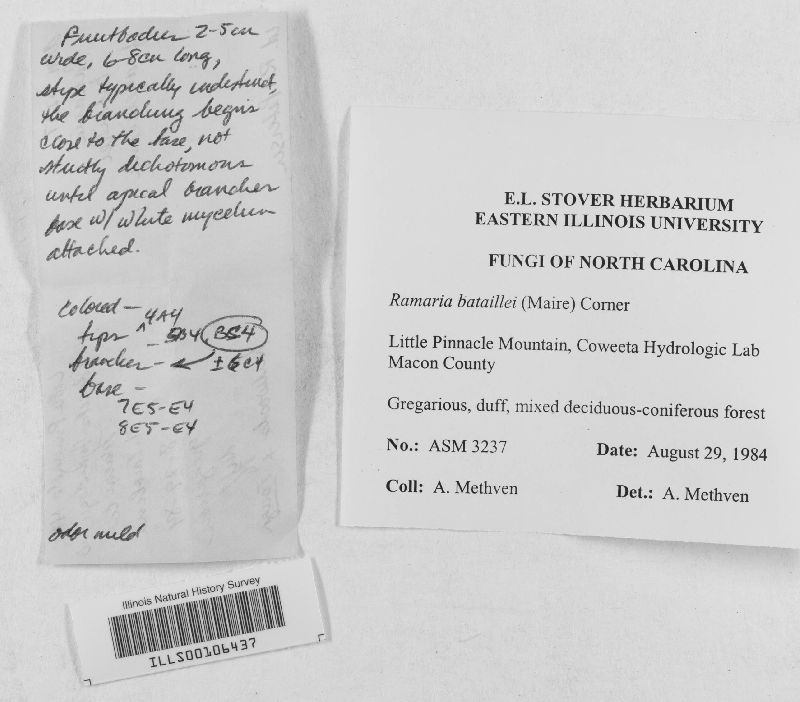 Fruitbodies 2-5cm
wide, 6-8cm long,
stipe typically indistinct,
the branching begins
close to the base, not
strictly dichotomous
until apical branches
base w/ white mycelium
attached.
colored - 4A4
tips - 5B4, B54
branches - ← ± 6C4
base -
7E5-E4
8E5-E4
odor mild
E.L. STOVER HERBARIUM
EASTERN ILLINOIS UNIVERSITY
FUNGI OF NORTH CAROLINA
Ramaria bataillei (Maire) Corner
Little Pinnacle Mountain, Coweeta Hydrologic Lab
Macon County
Gregarious, duff, mixed deciduous-coniferous forest
No.: ASM 3237 Date: August 29, 1984
Coll: A. Methven Det.: A. Methven
Illinois Natural History Survey
ILLS00106437